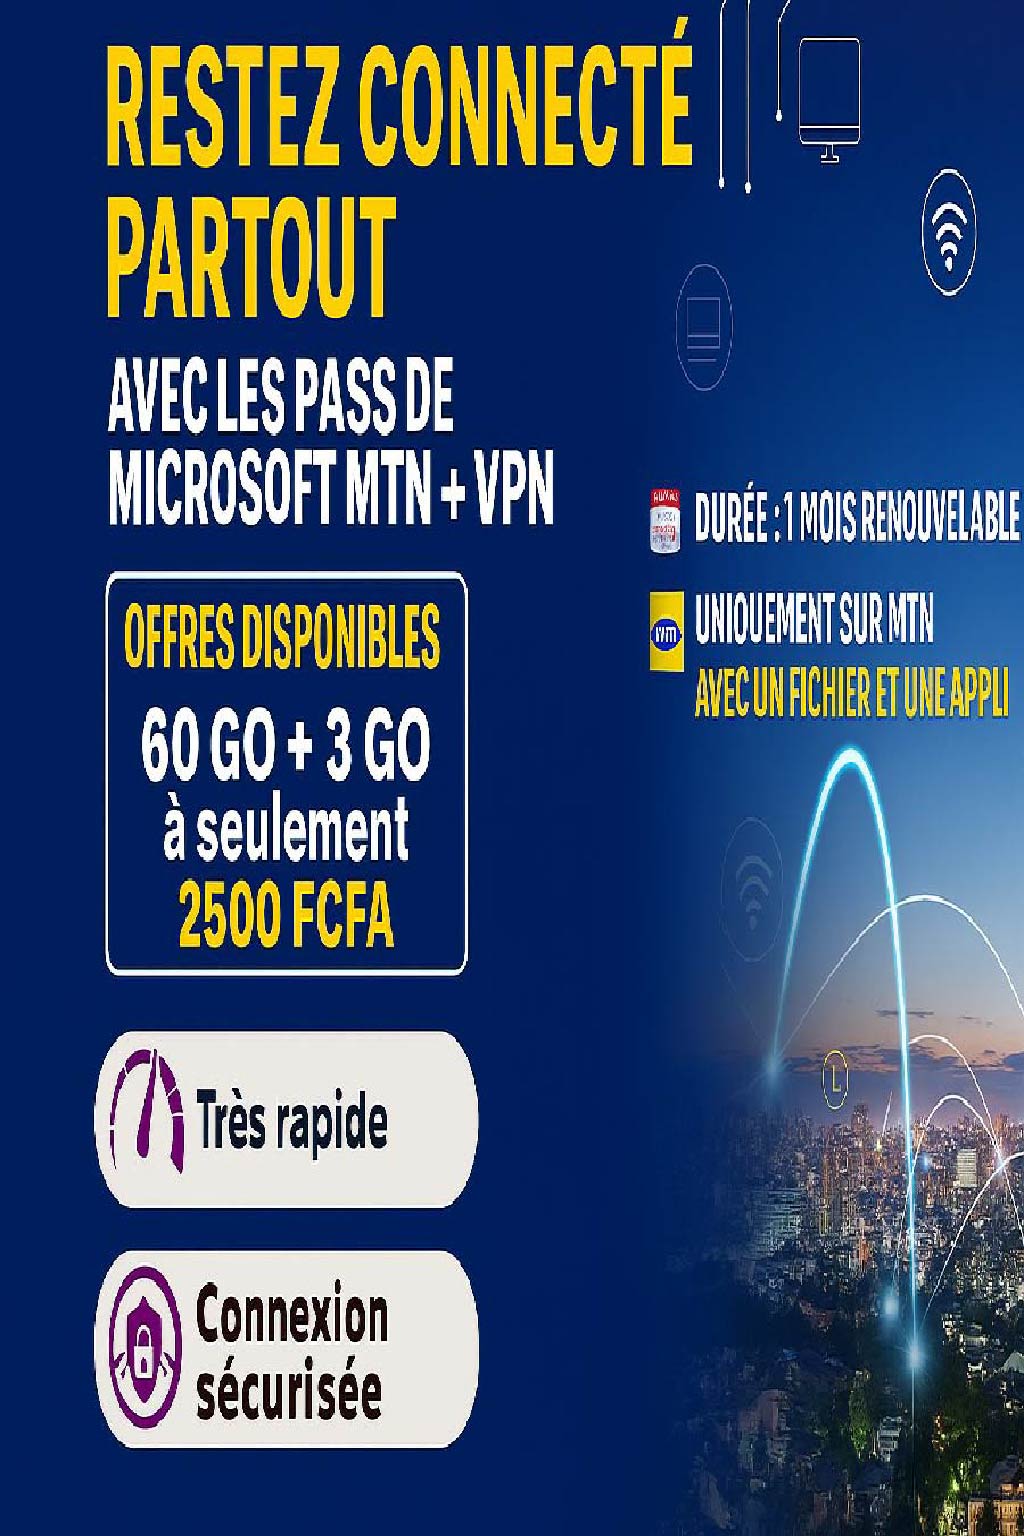 RESTEZ CONNECTÉ
PARTOUT
AVEC LES PASS DE
MICROSOFT MTN + VPN
OFFRES DISPONIBLES
60 GO + 3 GO
à seulement
2500 FCFA
Très rapide
Connexion
sécurisée
DURÉE : 1 MOIS RENOUVELABLE
UNIQUEMENT SUR MTN
AVEC UN FICHIER ET UNE APPLI